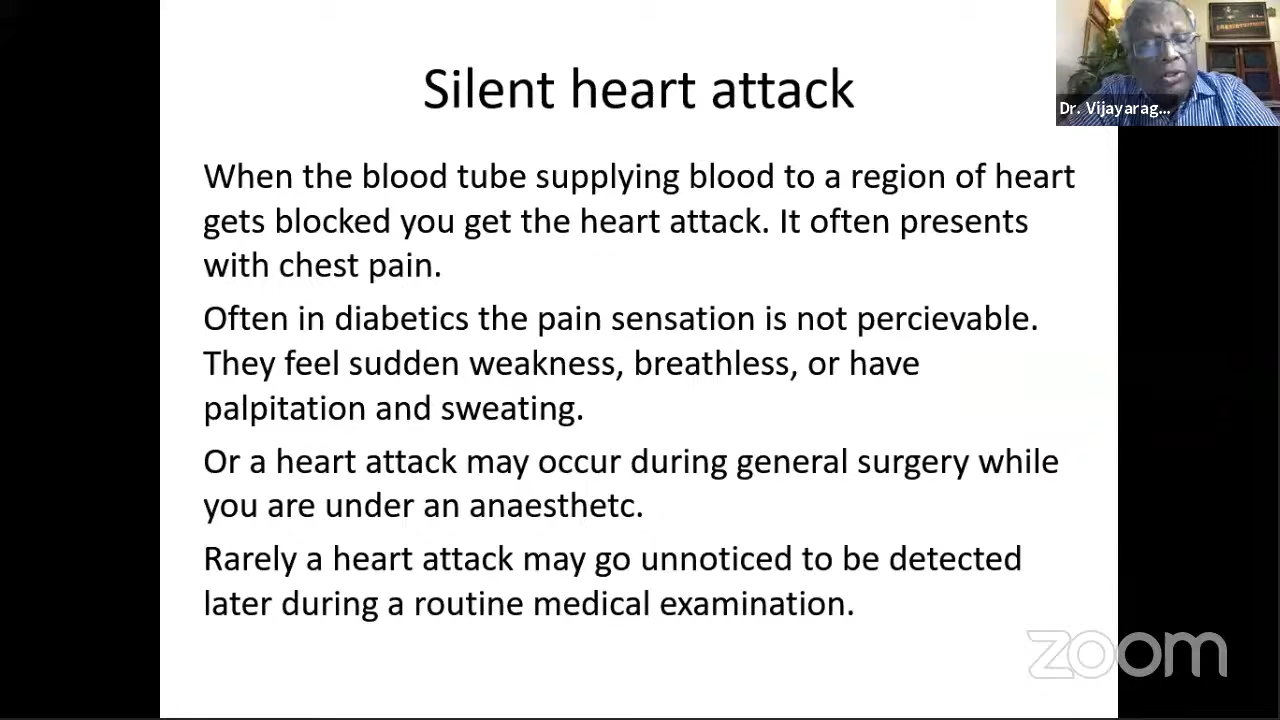 Silent heart attack
Dr. Vijayarag...
When the blood tube supplying blood to a region of heart
gets blocked you get the heart attack. It often presents
with chest pain.
Often in diabetics the pain sensation is not percievable.
They feel sudden weakness, breathless, or have
palpitation and sweating.
Or a heart attack may occur during general surgery while
you are under an anaesthetc.
Rarely a heart attack may go unnoticed to be detected
later during a routine medical examination.
zoom